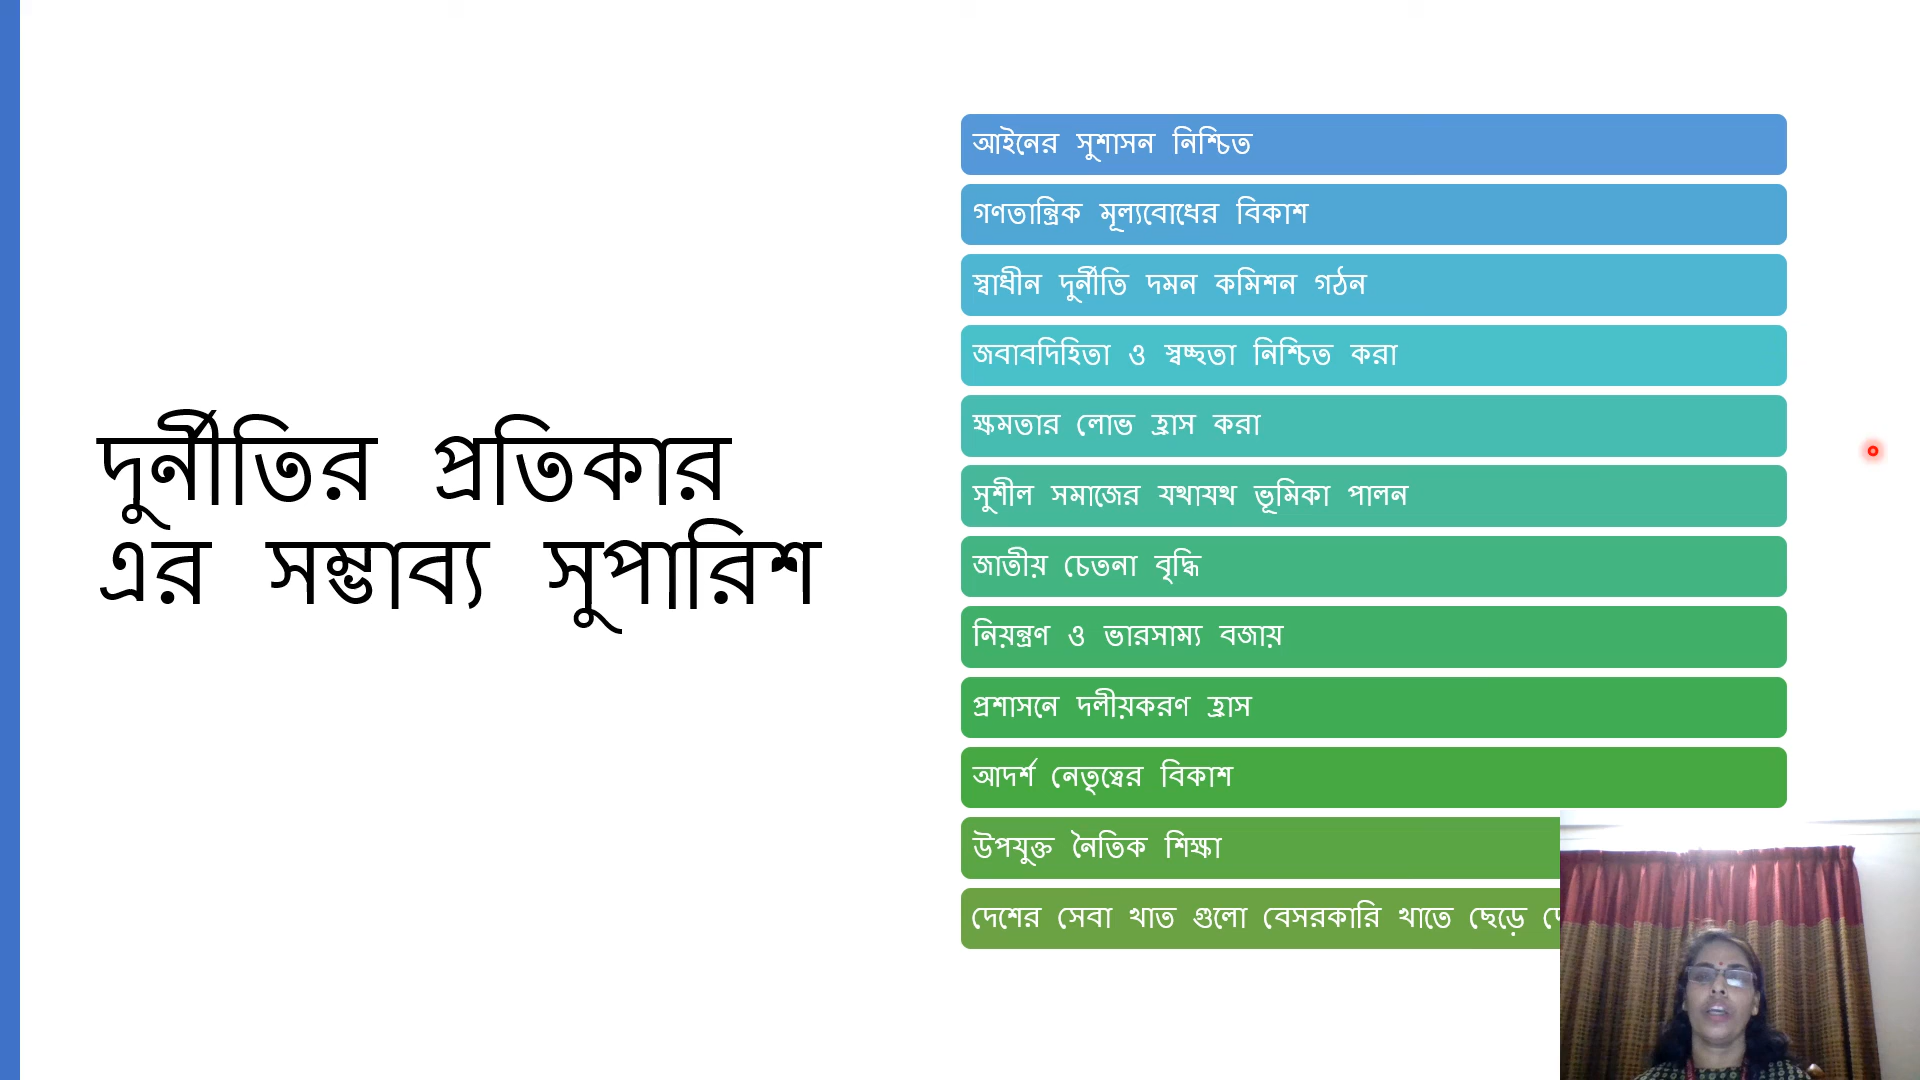 দুর্নীতির প্রতিকার
এর সম্ভাব্য সুপারিশ
আইনের সুশাসন নিশ্চিত
গণতান্ত্রিক মূল্যবোধের বিকাশ
স্বাধীন দুর্নীতি দমন কমিশন গঠন
জবাবদিহিতা ও স্বচ্ছতা নিশ্চিত করা
ক্ষমতার লোভ হ্রাস করা
সুশীল সমাজের যথাযথ ভূমিকা পালন
জাতীয় চেতনা বৃদ্ধি
নিয়ন্ত্রণ ও ভারসাম্য বজায়
প্রশাসনে দলীয়করণ হ্রাস
আদর্শ নেতৃত্বের বিকাশ
উপযুক্ত নৈতিক শিক্ষা
দেশের সেবা খাত গুলো বেসরকারি খাতে ছেড়ে